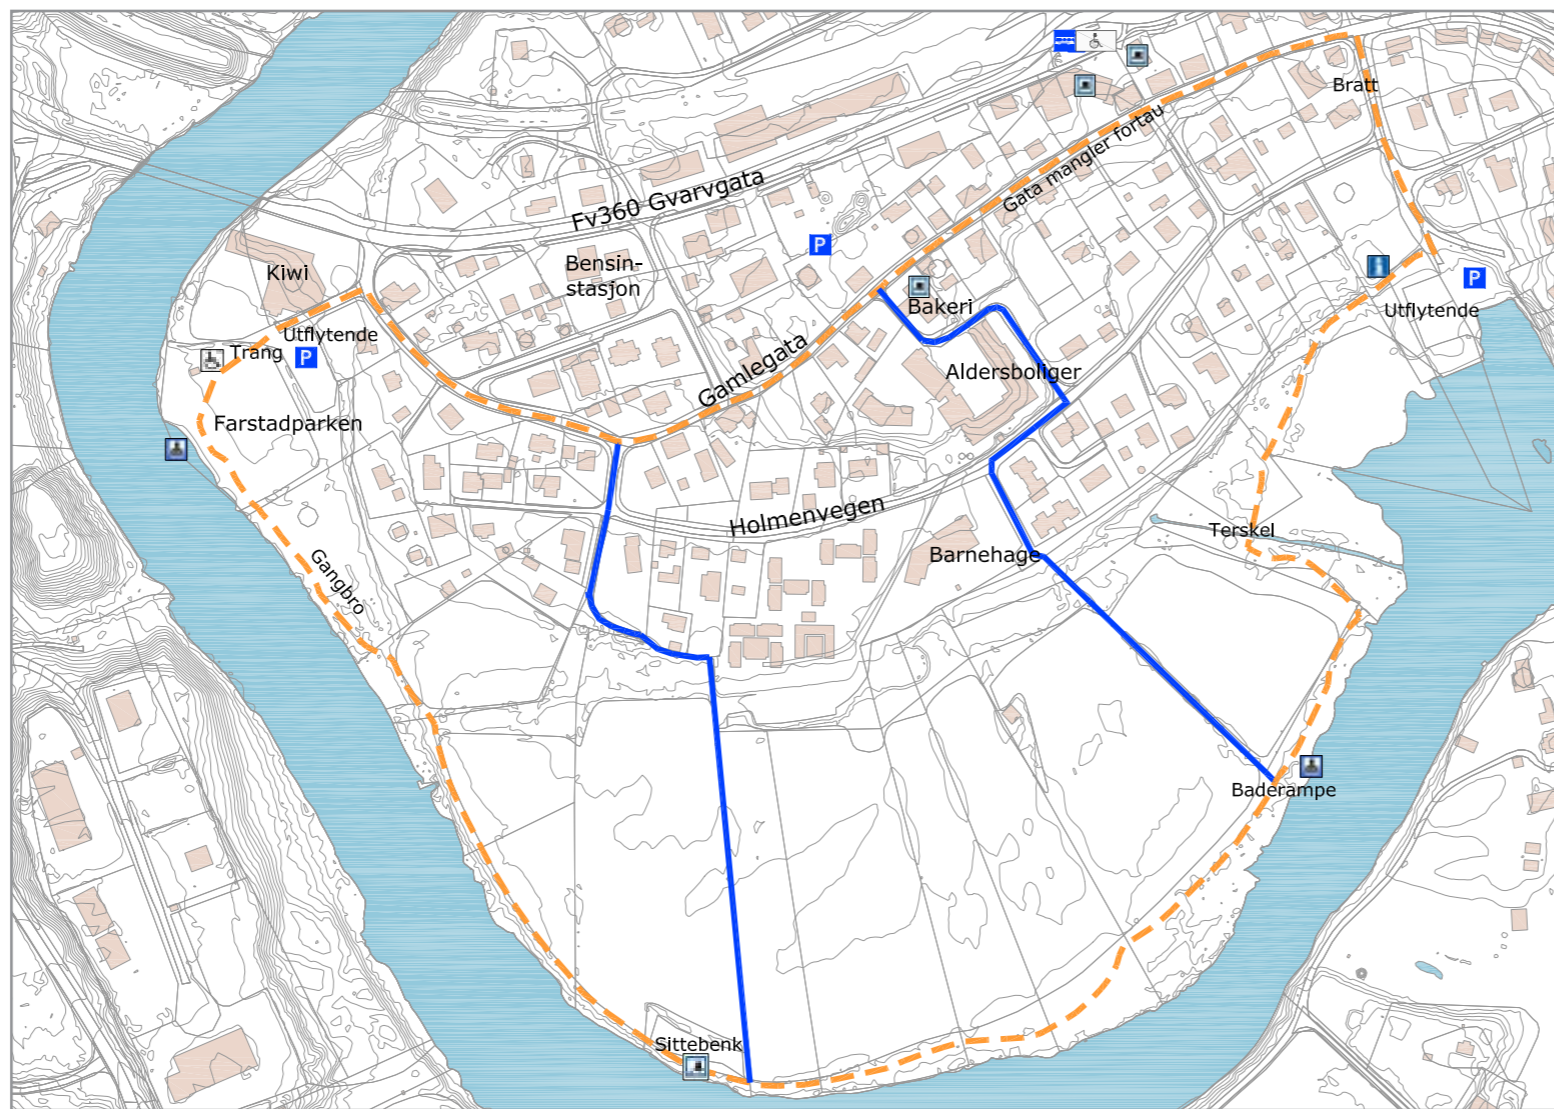 Bratt
Gata mangler fortau
Fv360 Gvarvgata
P
Kiwi
Bensin-
stasjon
P
Bakeri
Utflytende
Utflytende
Trang
P
Gamlegata
Aldersboliger
Farstadparken
Holmenvegen
Terskel
Barnehage
Gangbro
Baderampe
Sittebenk